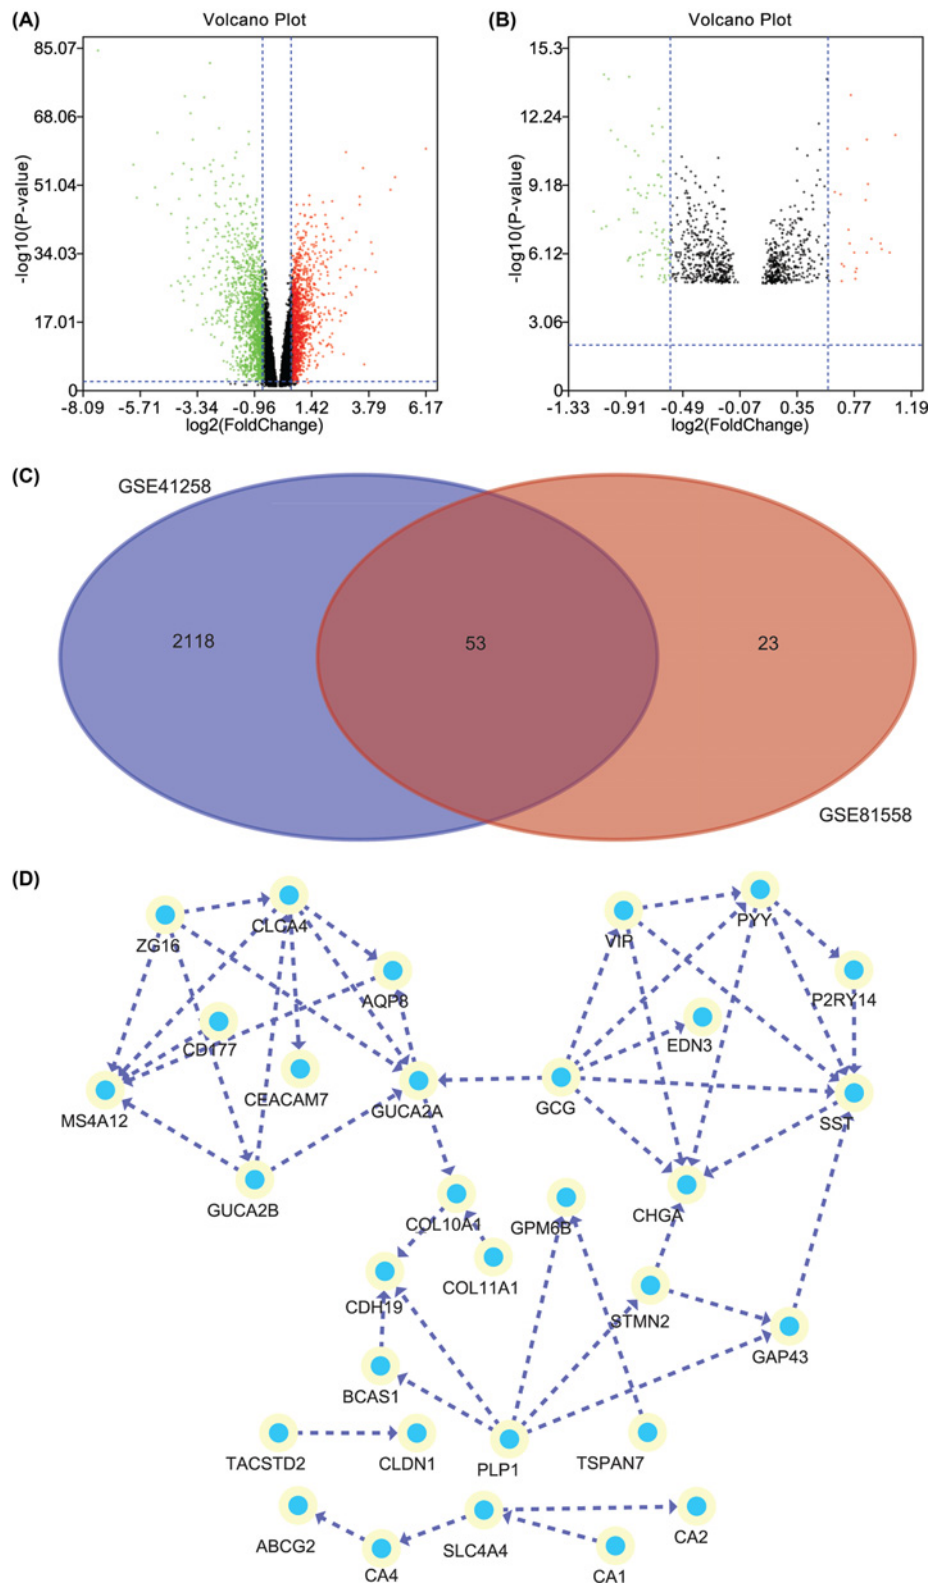 (A)
Volcano Plot
85.07
68.06
51.04
34.03
17.01
0
-log10(P-value)
-8.09 -5.71 -3.34 -0.96 1.42 3.79 6.17
log2(FoldChange)
(B)
Volcano Plot
15.3
12.24
9.18
6.12
3.06
0
-log10(P-value)
-1.33 -0.91 -0.49 -0.07 0.35 0.77 1.19
log2(FoldChange)
(C)
GSE41258
2118 53 23
GSE81558
(D)
ZG16
CLCA4
AQP8
CD177
CEACAM7
MS4A12
GUCA2A
GUCA2B
VIP
PYY
P2RY14
EDN3
GCG
SST
CHGA
COL10A1
GPM6B
COL11A1
CDH19
STMN2
GAP43
BCAS1
TACSTD2
CLDN1
PLP1
TSPAN7
ABCG2
SLC4A4
CA2
CA4
CA1